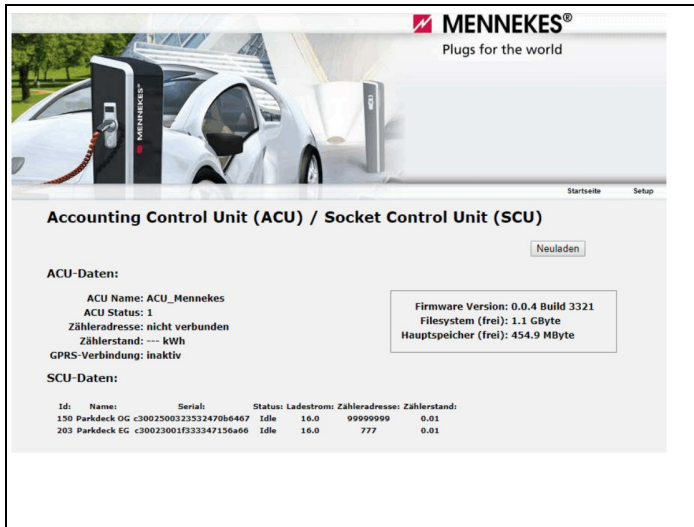 MENNEKES®
Plugs for the world
MENNEKES®
Startseite Setup
Accounting Control Unit (ACU) / Socket Control Unit (SCU)
Neuladen
ACU-Daten:
ACU Name: ACU_Mennekes
ACU Status: 1
Zähleradresse: nicht verbunden
Zählerstand: --- kWh
GPRS-Verbindung: inaktiv
Firmware Version: 0.0.4 Build 3321
Filesystem (frei): 1.1 GByte
Hauptspeicher (frei): 454.9 MByte
SCU-Daten:
Id: Name: Serial: Status: Ladestrom: Zähleradresse: Zählerstand:
150 Parkdeck OG c3002500323532470b6467 Idle 16.0 99999999 0.01
203 Parkdeck EG c30023001f333347156a66 Idle 16.0 777 0.01